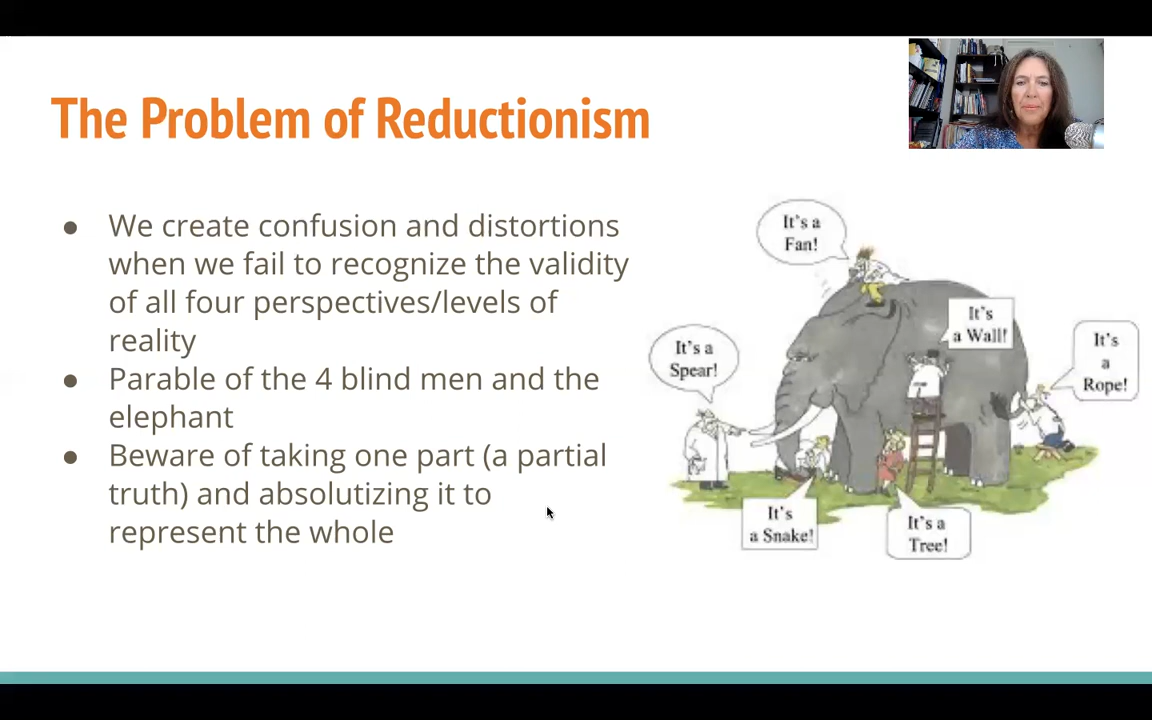 The Problem of Reductionism
● We create confusion and distortions
when we fail to recognize the validity
of all four perspectives/levels of
reality
● Parable of the 4 blind men and the
elephant
● Beware of taking one part (a partial
truth) and absolutizing it to
represent the whole
It's a
Fan!
It's
a Wall!
It's a
Spear!
It's
a
Rope!
It's
a Snake!
It's a
Tree!